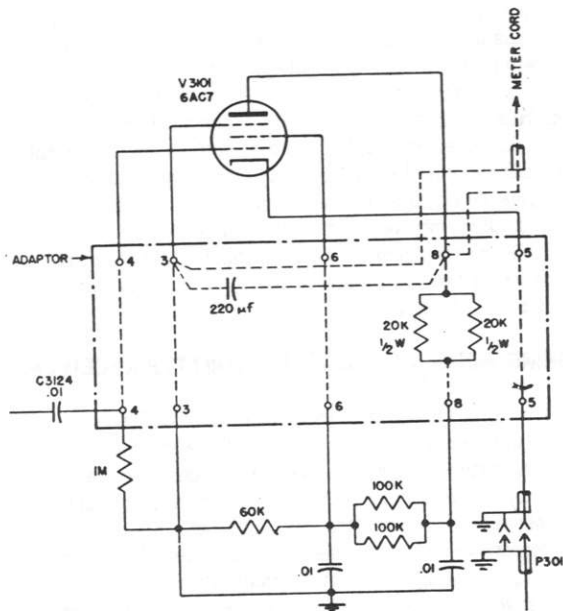 V3101
6AC7
METER CORD
ADAPTOR
4
3
6
8
5
220 μf
20K
1/2 W
20K
1/2 W
C3124
.01
4
3
6
8
5
1M
60K
100K
100K
.01
.01
P301